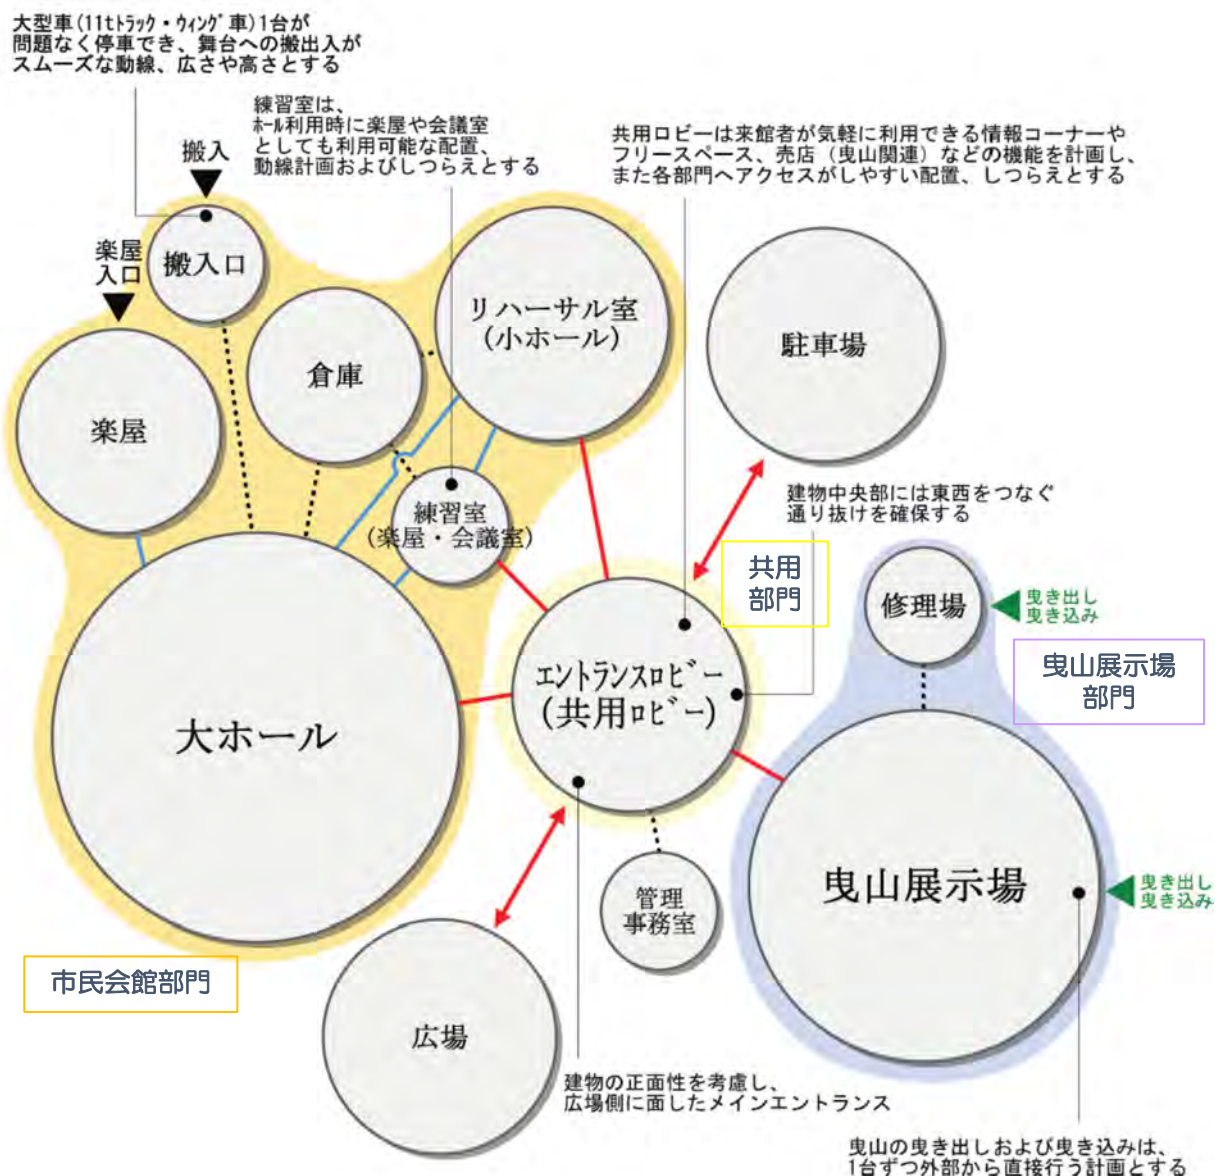 大型車(11tトラック・ウィング車)1台が
問題なく停車でき、舞台への搬出入が
スムーズな動線、広さや高さとする
練習室は、
ホール利用時に楽屋や会議室
としても利用可能な配置、
動線計画およびしつらえとする
共用ロビーは来館者が気軽に利用できる情報コーナーや
フリースペース、売店（曳山関連）などの機能を計画し、
また各部門へアクセスがしやすい配置、しつらえとする
搬入
楽屋
入口
搬入口
リハーサル室
(小ホール)
駐車場
倉庫
楽屋
建物中央部には東西をつなぐ
通り抜けを確保する
練習室
(楽屋・会議室)
共用
部門
修理場
曳き出し
曳き込み
曳山展示場
部門
エントランスロビー
(共用ロビー)
大ホール
曳山展示場
曳き出し
曳き込み
管理
事務室
市民会館部門
広場
建物の正面性を考慮し、
広場側に面したメインエントランス
曳山の曳き出しおよび曳き込みは、
1台ずつ外部から直接行う計画とする